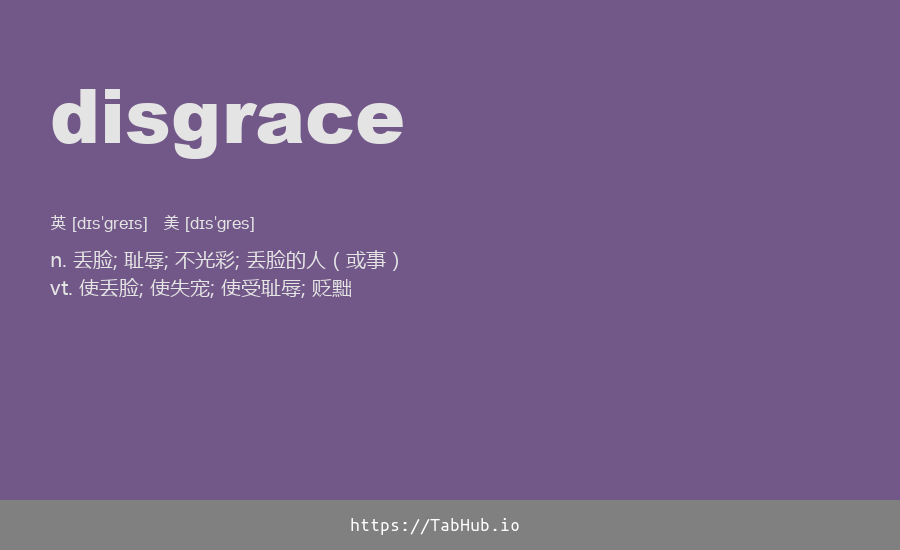 disgrace
英 [dɪsˈɡreɪs] 美 [dɪsˈɡres]
n. 丢脸; 耻辱; 不光彩; 丢脸的人（或事）
vt. 使丢脸; 使失宠; 使受耻辱; 贬黜
https://TabHub.io